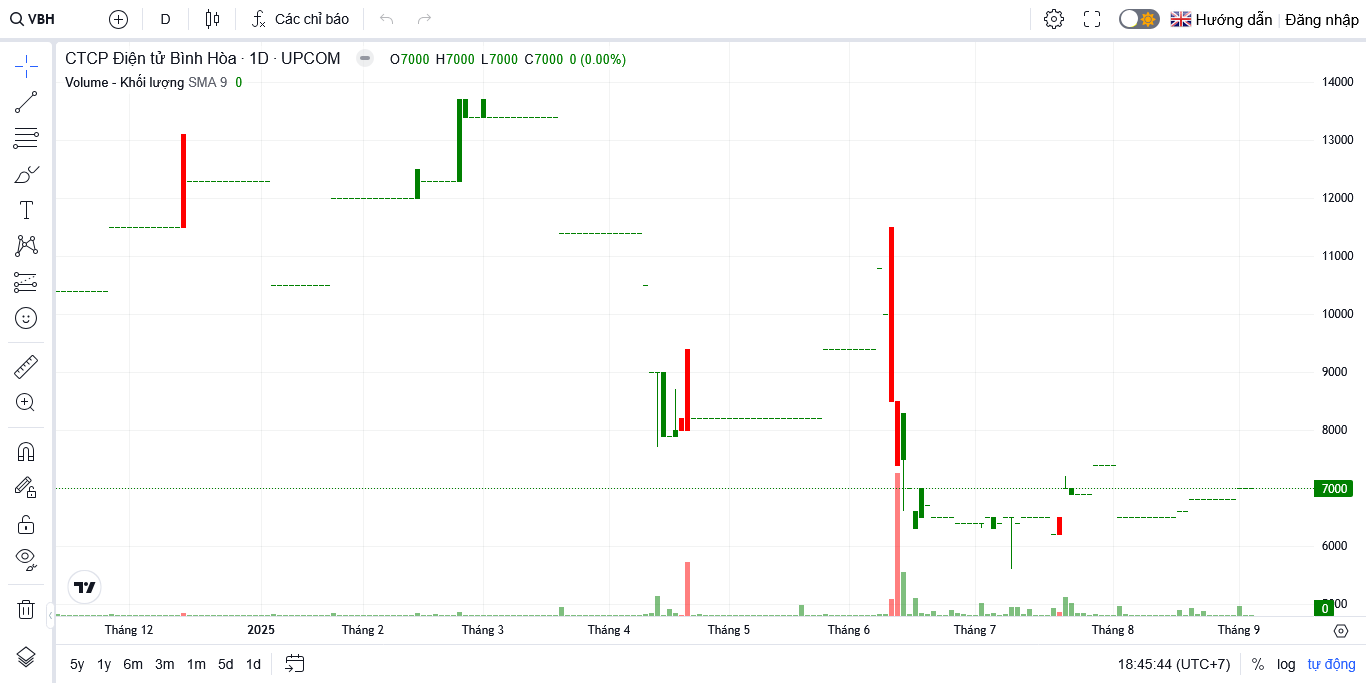 VBH D Các chỉ báo Hướng dẫn Đăng nhập
CTCP Điện tử Bình Hòa · 1D · UPCOM O7000 H7000 L7000 C7000 0 (0.00%)
Volume - Khối lượng SMA 9 0
14000
13000
12000
11000
10000
9000
8000
7000
6000
0
Tháng 12 2025 Tháng 2 Tháng 3 Tháng 4 Tháng 5 Tháng 6 Tháng 7 Tháng 8 Tháng 9
5y 1y 6m 3m 1m 5d 1d 18:45:44 (UTC+7) % log tự động